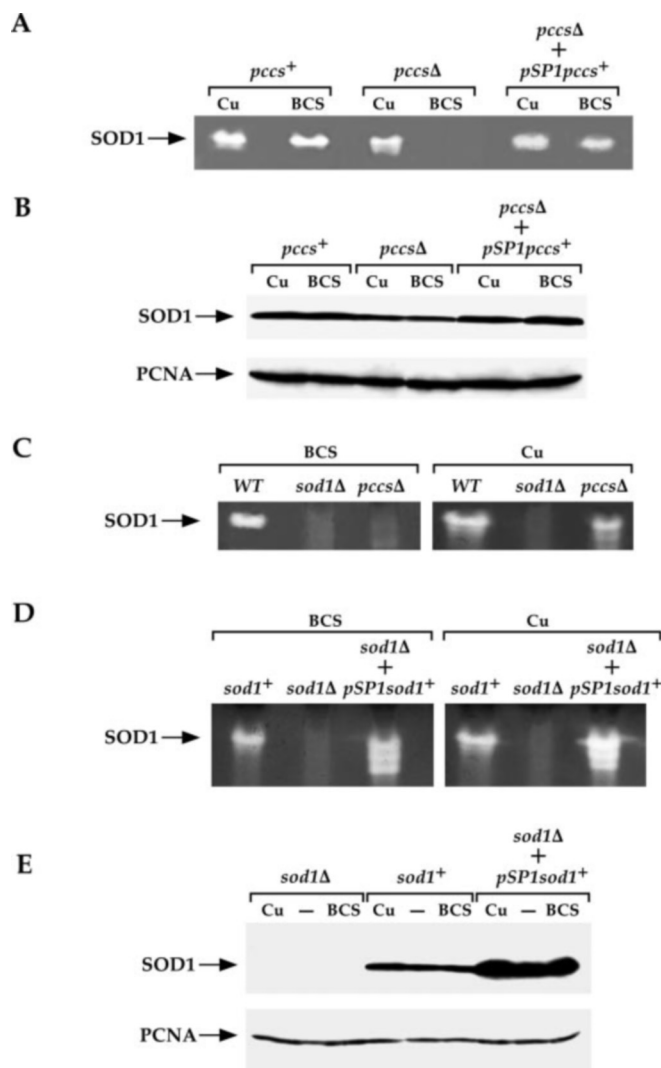 A
pccsΔ
+
pccs⁺ pccsΔ pSP1pccs⁺
Cu BCS Cu BCS Cu BCS
SOD1
B
pccsΔ
+
pccs⁺ pccsΔ pSP1pccs⁺
Cu BCS Cu BCS Cu BCS
SOD1
PCNA
C
BCS Cu
WT sod1Δ pccsΔ WT sod1Δ pccsΔ
SOD1
D
BCS Cu
sod1Δ sod1Δ
+ +
sod1⁺ sod1Δ pSP1sod1⁺ sod1⁺ sod1Δ pSP1sod1⁺
SOD1
E
sod1Δ
+
sod1Δ sod1⁺ pSP1sod1⁺
Cu — BCS Cu — BCS Cu — BCS
SOD1
PCNA